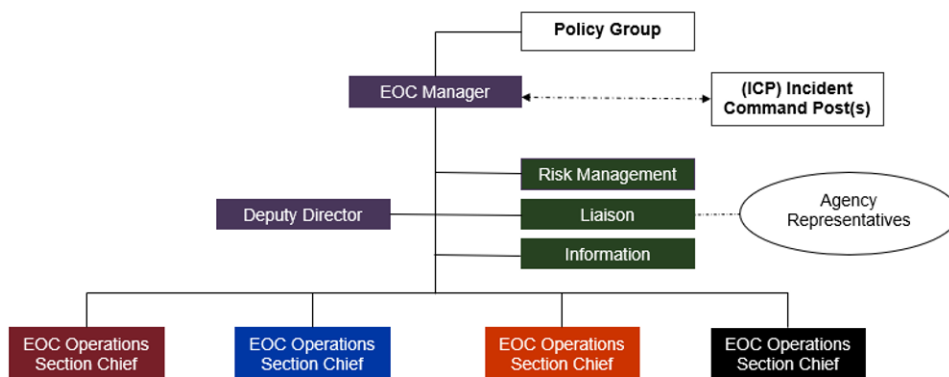 Policy Group
EOC Manager
(ICP) Incident
Command Post(s)
Risk Management
Deputy Director
Liaison
Agency
Representatives
Information
EOC Operations
Section Chief
EOC Operations
Section Chief
EOC Operations
Section Chief
EOC Operations
Section Chief